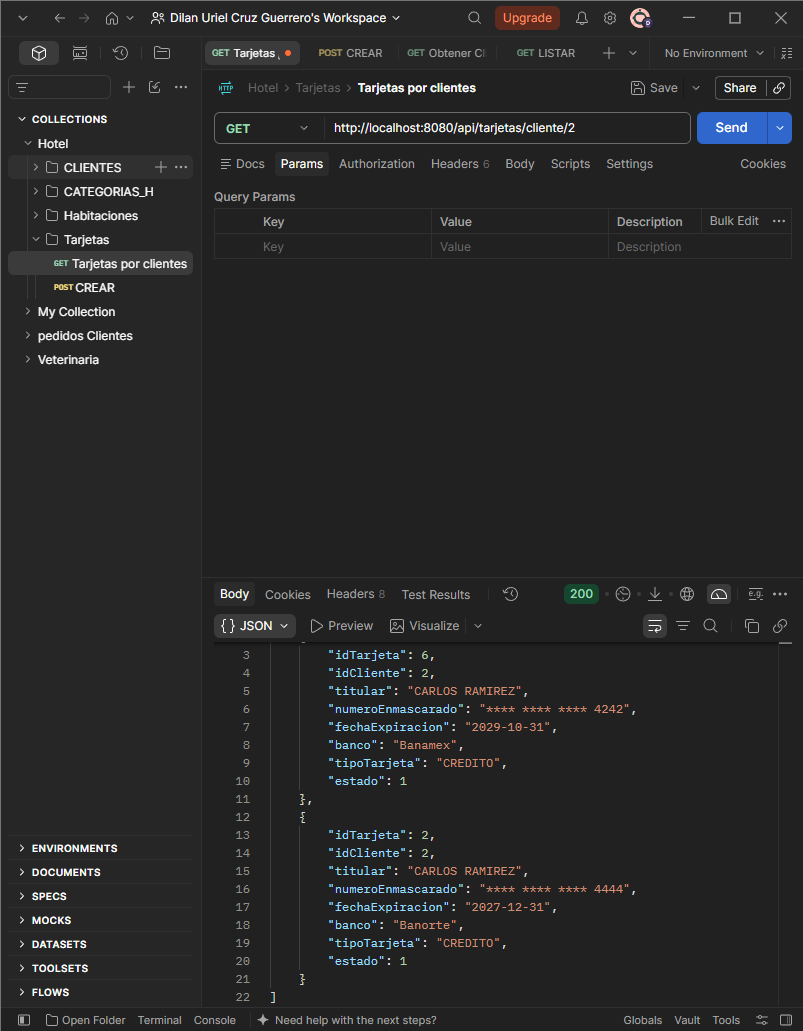 Dilan Uriel Cruz Guerrero's Workspace
Upgrade
GET Tarjetas
POST CREAR
GET Obtener Cl
GET LISTAR
No Environment
HTTP Hotel > Tarjetas > Tarjetas por clientes
Save
Share
GET
http://localhost:8080/api/tarjetas/cliente/2
Send
Docs
Params
Authorization
Headers 6
Body
Scripts
Settings
Cookies
Query Params
Key Value Description Bulk Edit
Key Value Description
COLLECTIONS
Hotel
CLIENTES
CATEGORIAS_H
Habitaciones
Tarjetas
GET Tarjetas por clientes
POST CREAR
My Collection
pedidos Clientes
Veterinaria
ENVIRONMENTS
DOCUMENTS
SPECS
MOCKS
DATASETS
TOOLSETS
FLOWS
Body
Cookies
Headers 8
Test Results
200
e.g.
{} JSON
Preview
Visualize
3 "idTarjeta": 6,
4 "idCliente": 2,
5 "titular": "CARLOS RAMIREZ",
6 "numeroEnmascarado": "**** **** **** 4242",
7 "fechaExpiracion": "2029-10-31",
8 "banco": "Banamex",
9 "tipoTarjeta": "CREDITO",
10 "estado": 1
11 },
12 {
13 "idTarjeta": 2,
14 "idCliente": 2,
15 "titular": "CARLOS RAMIREZ",
16 "numeroEnmascarado": "**** **** **** 4444",
17 "fechaExpiracion": "2027-12-31",
18 "banco": "Banorte",
19 "tipoTarjeta": "CREDITO",
20 "estado": 1
21 }
22 ]
Open Folder
Terminal
Console
Need help with the next steps?
Globals
Vault
Tools